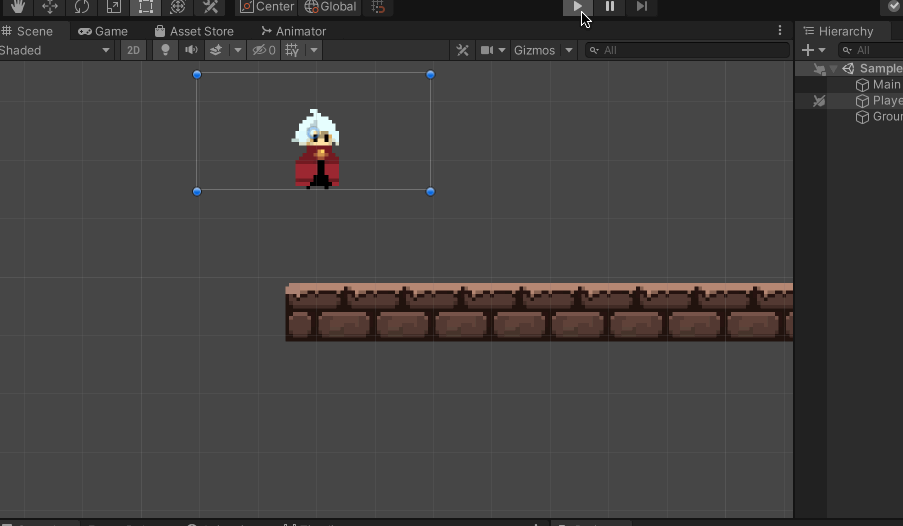 Center Global
Scene Game Asset Store Animator Hierarchy
Shaded 2D 0 Gizmos All All
Sample
Main
Playe
Groun